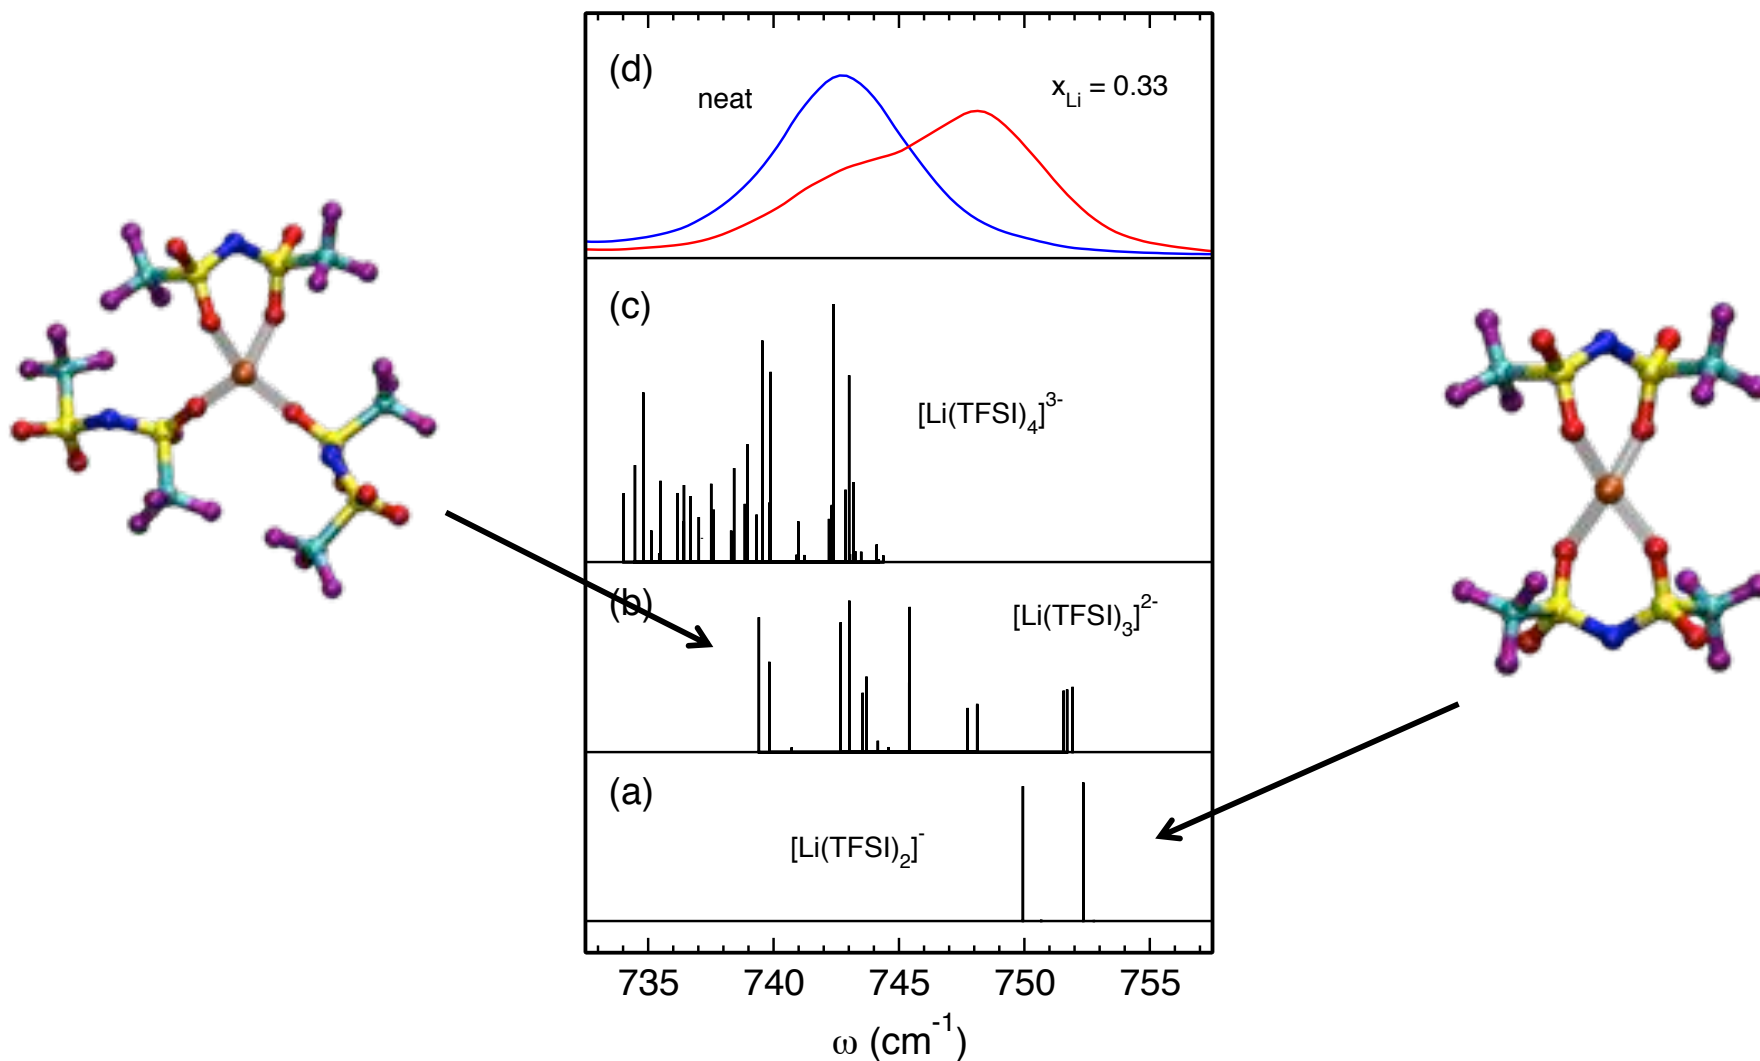 (d)
neat
x_Li = 0.33
(c)
[Li(TFSI)_4]^3-
(b)
[Li(TFSI)_3]^2-
(a)
[Li(TFSI)_2]^-
735 740 745 750 755
ω (cm^-1)